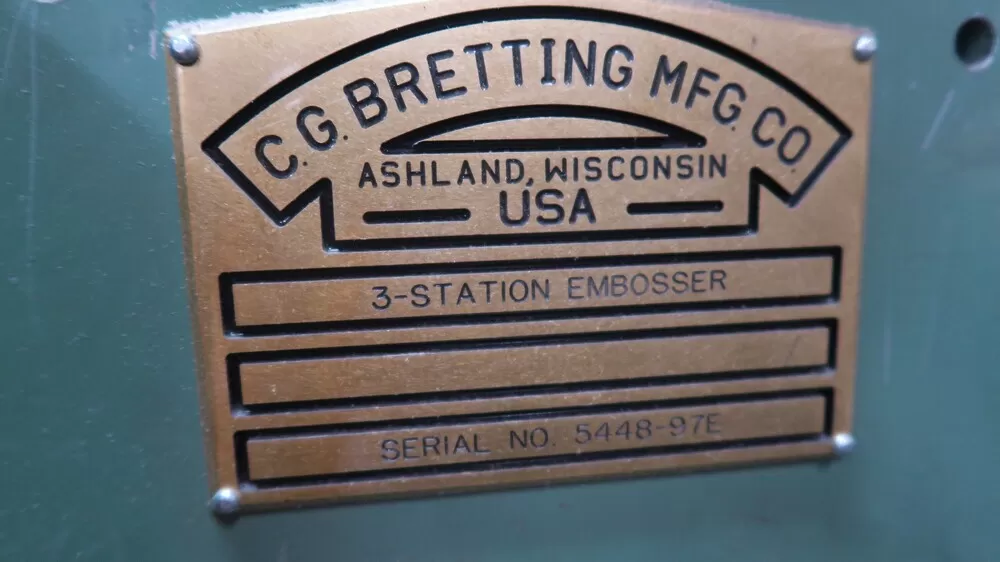 C.G. BRETTING MFG. CO
ASHLAND, WISCONSIN
USA
3-STATION EMBOSSER
SERIAL NO. 5448-97E